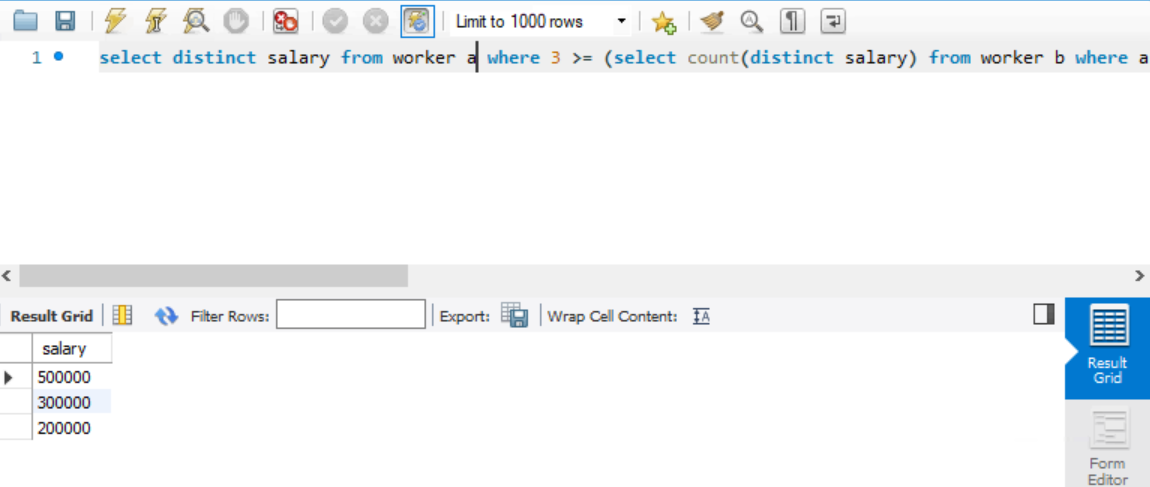 Limit to 1000 rows
1 select distinct salary from worker a where 3 >= (select count(distinct salary) from worker b where a
Result Grid Filter Rows: Export: Wrap Cell Content: IA
salary
500000
300000
200000
Result
Grid
Form
Editor